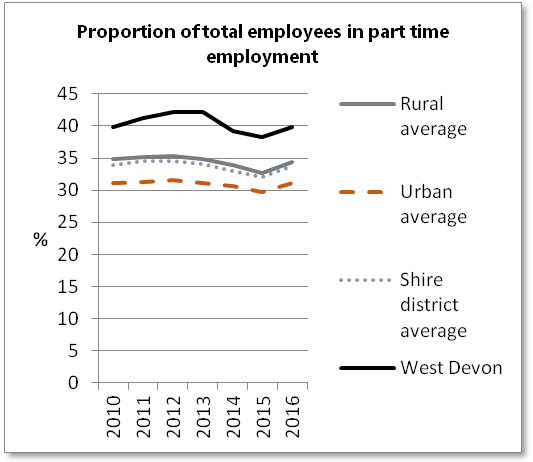 Proportion of total employees in part time
employment
45
40
35
30
25
20
15
10
5
0
%
2010 2011 2012 2013 2014 2015 2016
Rural
average
Urban
average
Shire
district
average
West Devon